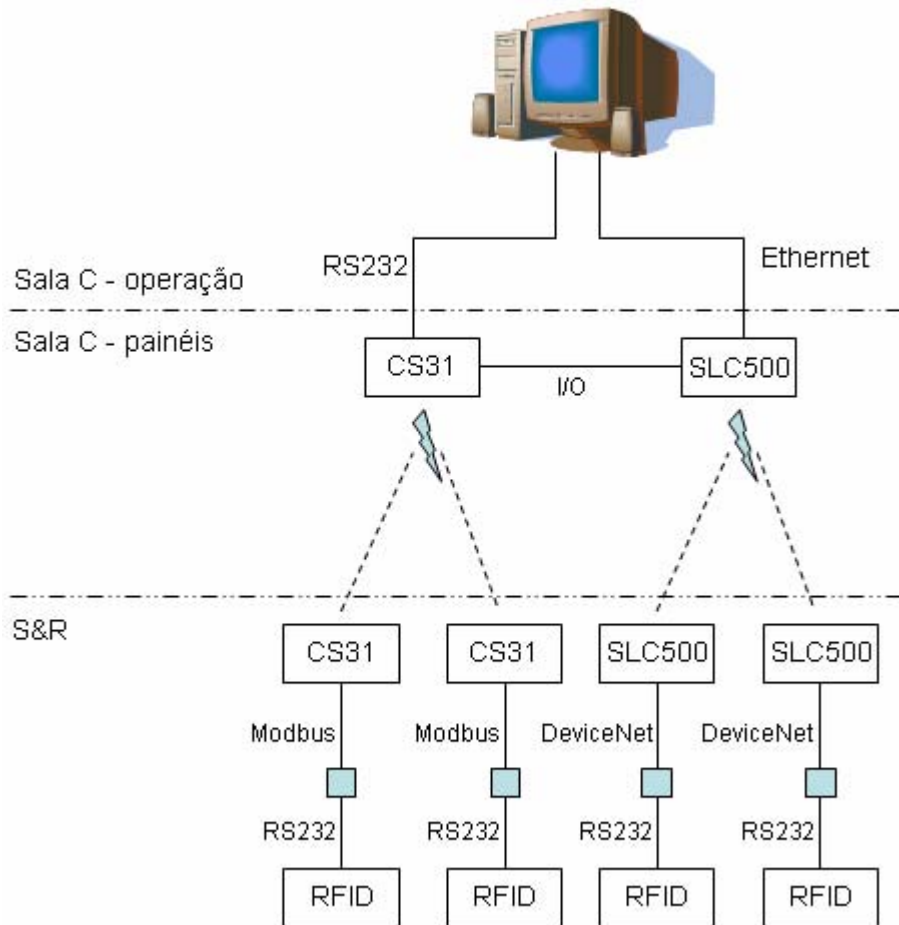 RS232
Ethernet
Sala C - operação
Sala C - painéis
CS31
I/O
SLC500
S&R
CS31
CS31
SLC500
SLC500
Modbus
Modbus
DeviceNet
DeviceNet
RS232
RS232
RS232
RS232
RFID
RFID
RFID
RFID